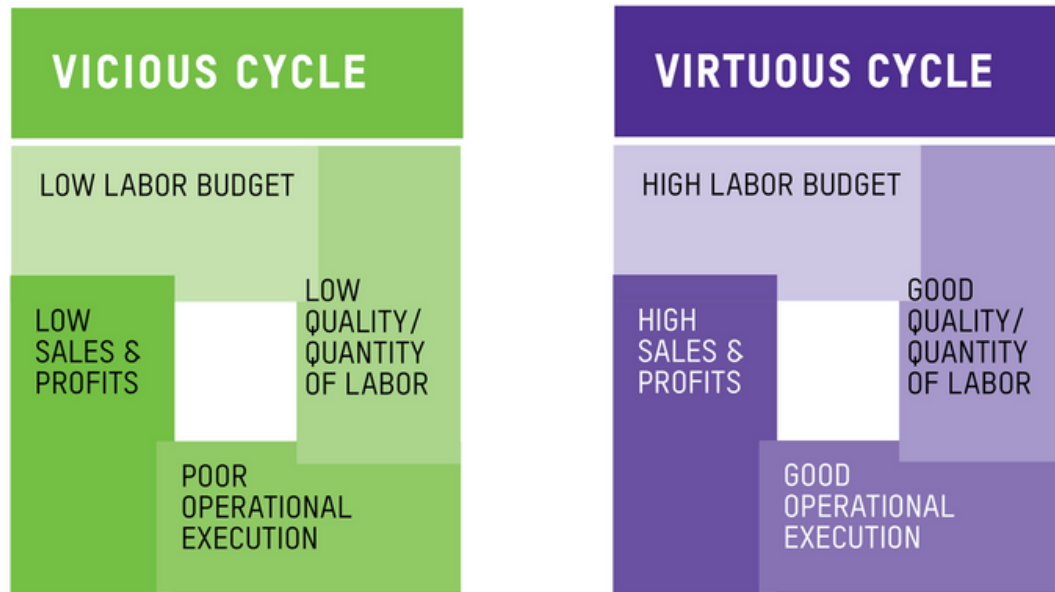 VICIOUS CYCLE
LOW LABOR BUDGET
LOW
QUALITY/
QUANTITY
OF LABOR
POOR
OPERATIONAL
EXECUTION
LOW
SALES &
PROFITS
VIRTUOUS CYCLE
HIGH LABOR BUDGET
GOOD
QUALITY/
QUANTITY
OF LABOR
GOOD
OPERATIONAL
EXECUTION
HIGH
SALES &
PROFITS